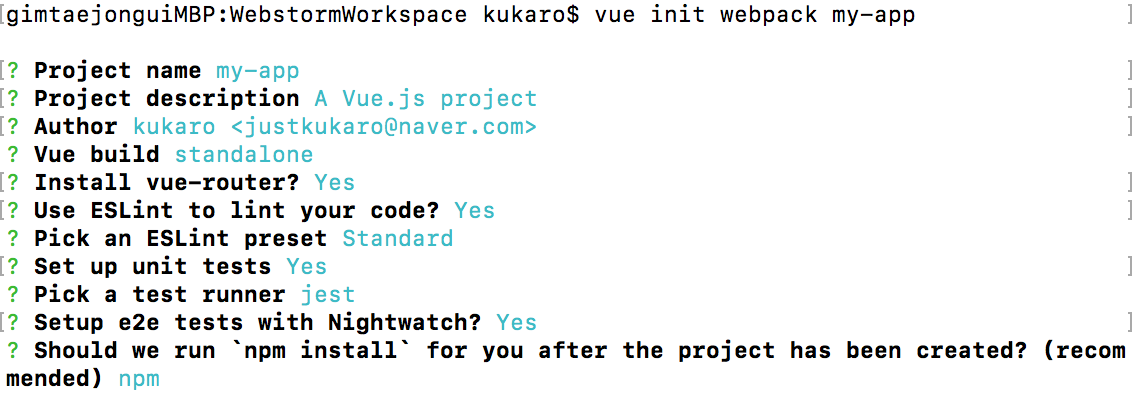 [gimtaejonguiMBP:WebstormWorkspace kukaro$ vue init webpack my-app ]
[? Project name my-app ]
[? Project description A Vue.js project ]
[? Author kukaro <justkukaro@naver.com> ]
? Vue build standalone
[? Install vue-router? Yes ]
[? Use ESLint to lint your code? Yes ]
? Pick an ESLint preset Standard
[? Set up unit tests Yes ]
? Pick a test runner jest
[? Setup e2e tests with Nightwatch? Yes ]
? Should we run `npm install` for you after the project has been created? (recom
mended) npm